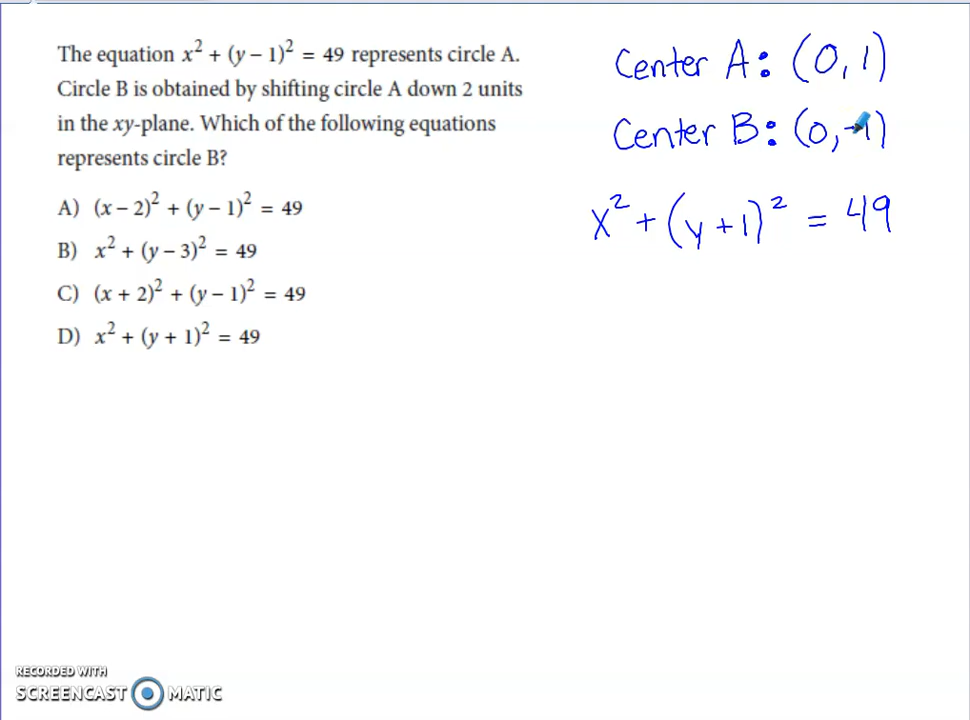 The equation x² + (y − 1)² = 49 represents circle A.
Circle B is obtained by shifting circle A down 2 units
in the xy-plane. Which of the following equations
represents circle B?
A) (x − 2)² + (y − 1)² = 49
B) x² + (y − 3)² = 49
C) (x + 2)² + (y − 1)² = 49
D) x² + (y + 1)² = 49
Center A: (0, 1)
Center B: (0, -1)
x² + (y + 1)² = 49
RECORDED WITH
SCREENCAST MATIC